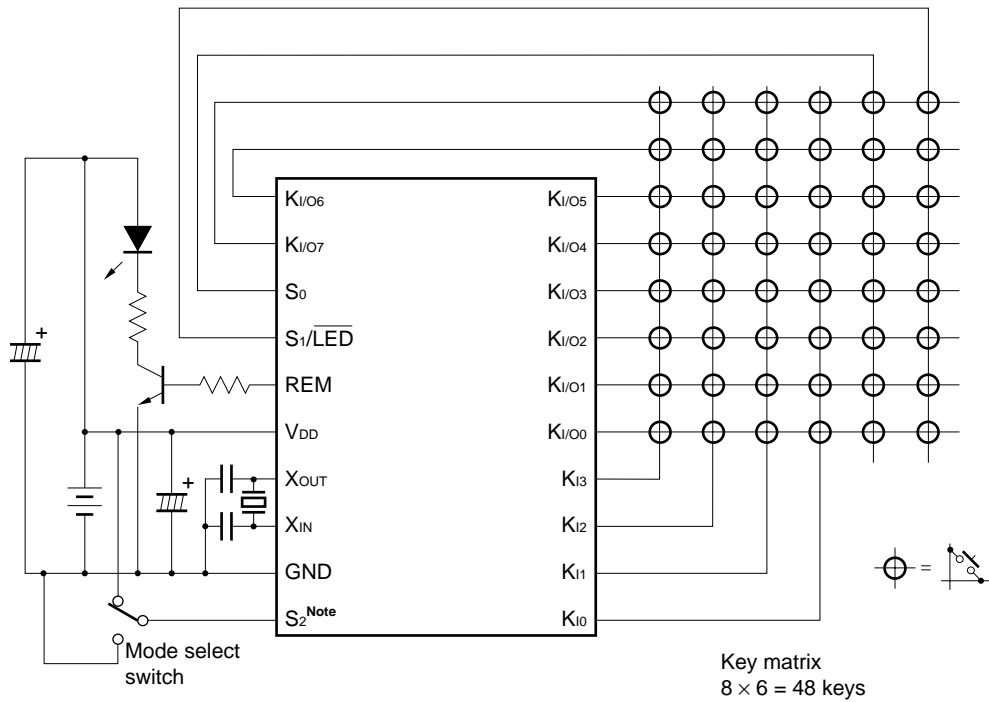 KI/O6 KI/O5
KI/O7 KI/O4
S0 KI/O3
+ S1/LED KI/O2
REM KI/O1
VDD KI/O0
+ XOUT KI3
XIN KI2
GND KI1 =
S2Note KI0
Mode select
switch
Key matrix
8 × 6 = 48 keys